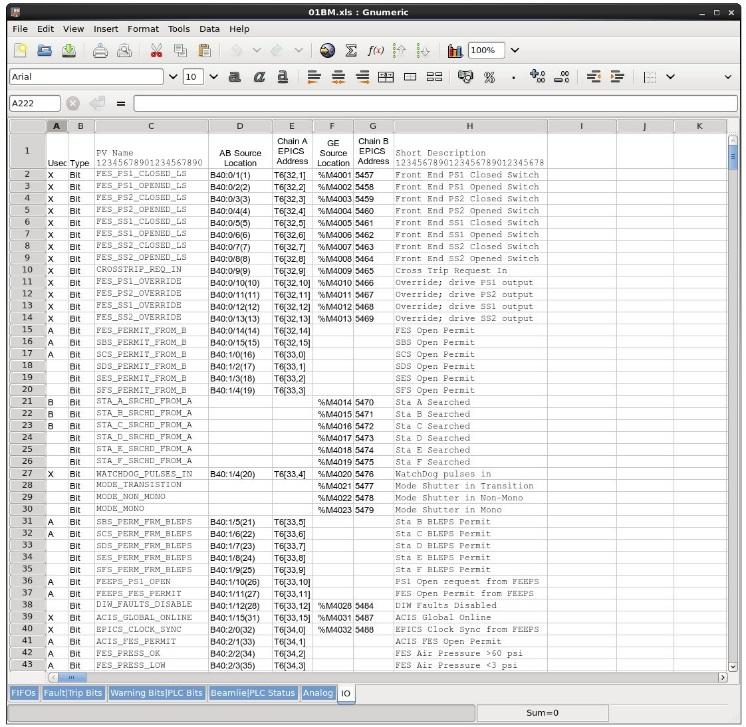 01BM.xls : Gnumeric
File Edit View Insert Format Tools Data Help
Σ f(x) 100%
Arial 10 a a a % .
A222 =
A B C D E F G H I J K
1 Used Type PV Name 12345678901234567890 AB Source Location Chain A EPICS Address GE Source Location Chain B EPICS Address Short Description 1234567890123456789012345678
2 X Bit FES_PS1_CLOSED_LS B40:0/1(1) T6[32,1] %M4001 5457 Front End PS1 Closed Switch
3 X Bit FES_PS1_OPENED_LS B40:0/2(2) T6[32,2] %M4002 5458 Front End PS1 Opened Switch
4 X Bit FES_PS2_CLOSED_LS B40:0/3(3) T6[32,3] %M4003 5459 Front End PS2 Closed Switch
5 X Bit FES_PS2_OPENED_LS B40:0/4(4) T6[32,4] %M4004 5460 Front End PS2 Opened Switch
6 X Bit FES_SS1_CLOSED_LS B40:0/5(5) T6[32,5] %M4005 5461 Front End SS1 Closed Switch
7 X Bit FES_SS1_OPENED_LS B40:0/6(6) T6[32,6] %M4006 5462 Front End SS1 Opened Switch
8 X Bit FES_SS2_CLOSED_LS B40:0/7(7) T6[32,7] %M4007 5463 Front End SS2 Closed Switch
9 X Bit FES_SS2_OPENED_LS B40:0/8(8) T6[32,8] %M4008 5464 Front End SS2 Opened Switch
10 X Bit CROSSTRIP_REQ_IN B40:0/9(9) T6[32,9] %M4009 5465 Cross Trip Request In
11 X Bit FES_PS1_OVERRIDE B40:0/10(10) T6[32,10] %M4010 5466 Override; drive PS1 output
12 X Bit FES_PS2_OVERRIDE B40:0/11(11) T6[32,11] %M4011 5467 Override; drive PS2 output
13 X Bit FES_SS1_OVERRIDE B40:0/12(12) T6[32,12] %M4012 5468 Override; drive SS1 output
14 X Bit FES_SS2_OVERRIDE B40:0/13(13) T6[32,13] %M4013 5469 Override; drive SS2 output
15 A Bit FES_PERMIT_FROM_B B40:0/14(14) T6[32,14] FES Open Permit
16 A Bit SBS_PERMIT_FROM_B B40:0/15(15) T6[32,15] SBS Open Permit
17 A Bit SCS_PERMIT_FROM_B B40:1/0(16) T6[33,0] SCS Open Permit
18 Bit SDS_PERMIT_FROM_B B40:1/2(17) T6[33,1] SDS Open Permit
19 Bit SES_PERMIT_FROM_B B40:1/3(18) T6[33,2] SES Open Permit
20 Bit SFS_PERMIT_FROM_B B40:1/4(19) T6[33,3] SFS Open Permit
21 B Bit STA_A_SRCHD_FROM_A %M4014 5470 Sta A Searched
22 B Bit STA_B_SRCHD_FROM_A %M4015 5471 Sta B Searched
23 B Bit STA_C_SRCHD_FROM_A %M4016 5472 Sta C Searched
24 Bit STA_D_SRCHD_FROM_A %M4017 5473 Sta D Searched
25 Bit STA_E_SRCHD_FROM_A %M4018 5474 Sta E Searched
26 Bit STA_F_SRCHD_FROM_A %M4019 5475 Sta F Searched
27 X Bit WATCHDOG_PULSES_IN B40:1/4(20) T6[33,4] %M4020 5476 WatchDog pulses in
28 Bit MODE_TRANSISTION %M4021 5477 Mode Shutter in Transition
29 Bit MODE_NON_MONO %M4022 5478 Mode Shutter in Non-Mono
30 Bit MODE_MONO %M4023 5479 Mode Shutter in Mono
31 A Bit SBS_PERM_FRM_BLEPS B40:1/5(21) T6[33,5] Sta B BLEPS Permit
32 A Bit SCS_PERM_FRM_BLEPS B40:1/6(22) T6[33,6] Sta C BLEPS Permit
33 Bit SDS_PERM_FRM_BLEPS B40:1/7(23) T6[33,7] Sta D BLEPS Permit
34 Bit SES_PERM_FRM_BLEPS B40:1/8(24) T6[33,8] Sta E BLEPS Permit
35 Bit SFS_PERM_FRM_BLEPS B40:1/9(25) T6[33,9] Sta F BLEPS Permit
36 A Bit FEEPS_PS1_OPEN B40:1/10(26) T6[33,10] PS1 Open request from FEEPS
37 A Bit FEEPS_FES_PERMIT B40:1/11(27) T6[33,11] FES Open Permit from FEEPS
38 Bit DIW_FAULTS_DISABLE B40:1/12(28) T6[33,12] %M4028 5484 DIW Faults Disabled
39 X Bit ACIS_GLOBAL_ONLINE B40:1/15(31) T6[33,15] %M4031 5487 ACIS Global Online
40 X Bit EPICS_CLOCK_SYNC B40:2/0(32) T6[34,0] %M4032 5488 EPICS Clock Sync from FEEPS
41 A Bit ACIS_FES_PERMIT B40:2/1(33) T6[34,1] ACIS FES Open Permit
42 A Bit FES_PRESS_OK B40:2/2(34) T6[34,2] FES Air Pressure >60 psi
43 A Bit FES_PRESS_LOW B40:2/3(35) T6[34,3] FES Air Pressure <3 psi
FIFOs Fault|Trip Bits Warning Bits|PLC Bits Beamlie|PLC Status Analog IO
Sum=0